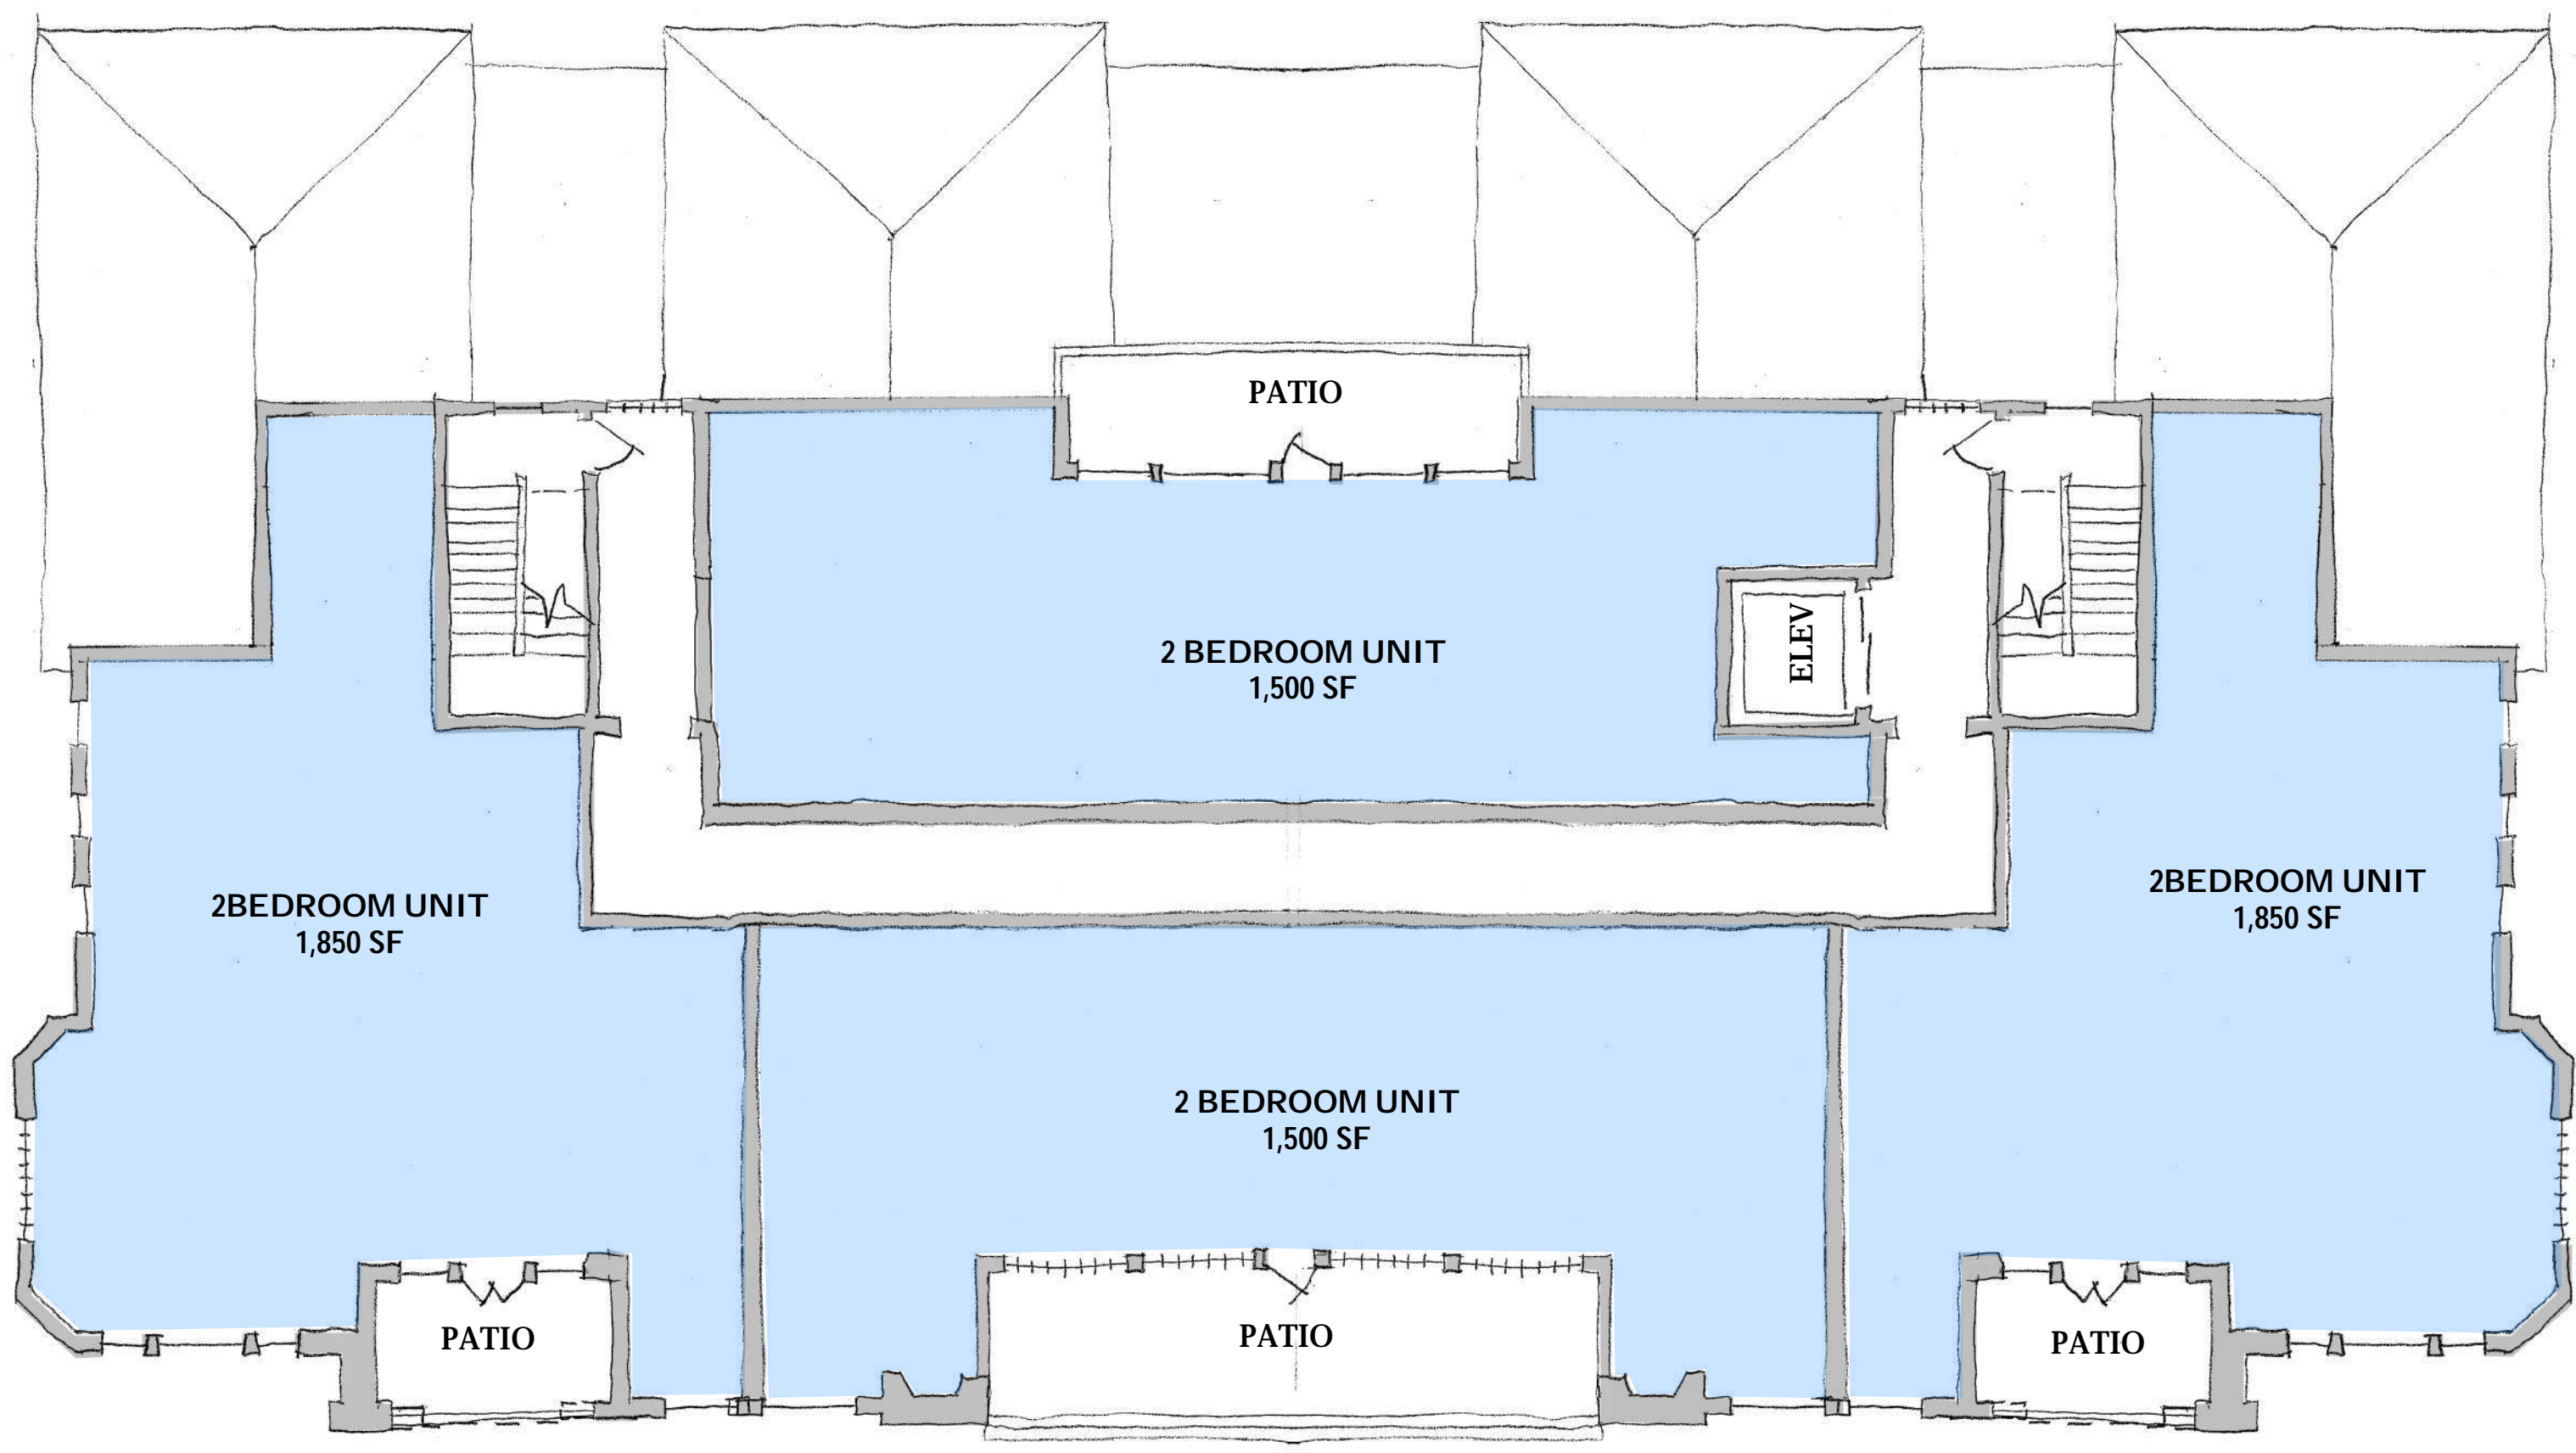 PATIO
2 BEDROOM UNIT
1,500 SF
ELEV
2BEDROOM UNIT
1,850 SF
2BEDROOM UNIT
1,850 SF
2 BEDROOM UNIT
1,500 SF
PATIO
PATIO
PATIO